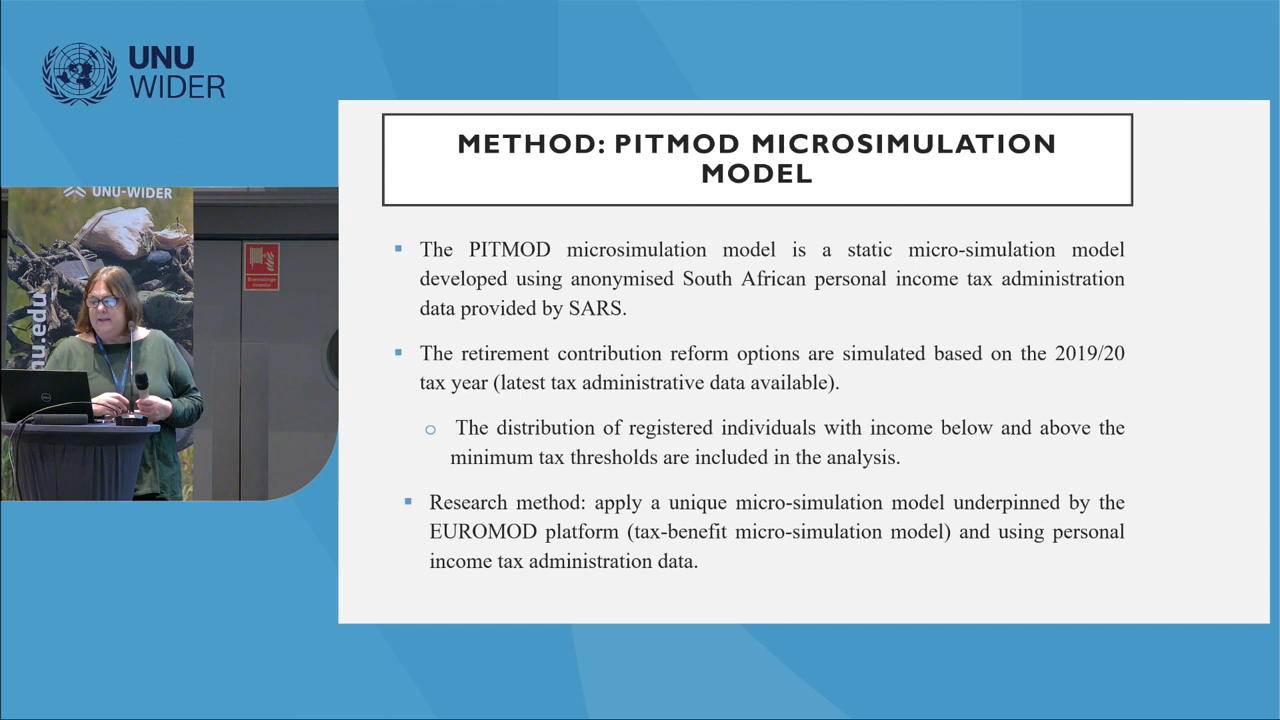 UNU
WIDER
METHOD: PITMOD MICROSIMULATION
MODEL
The PITMOD microsimulation model is a static micro-simulation model
developed using anonymised South African personal income tax administration
data provided by SARS.
The retirement contribution reform options are simulated based on the 2019/20
tax year (latest tax administrative data available).
The distribution of registered individuals with income below and above the
minimum tax thresholds are included in the analysis.
Research method: apply a unique micro-simulation model underpinned by the
EUROMOD platform (tax-benefit micro-simulation model) and using personal
income tax administration data.
UNU-WIDER
nu.edu